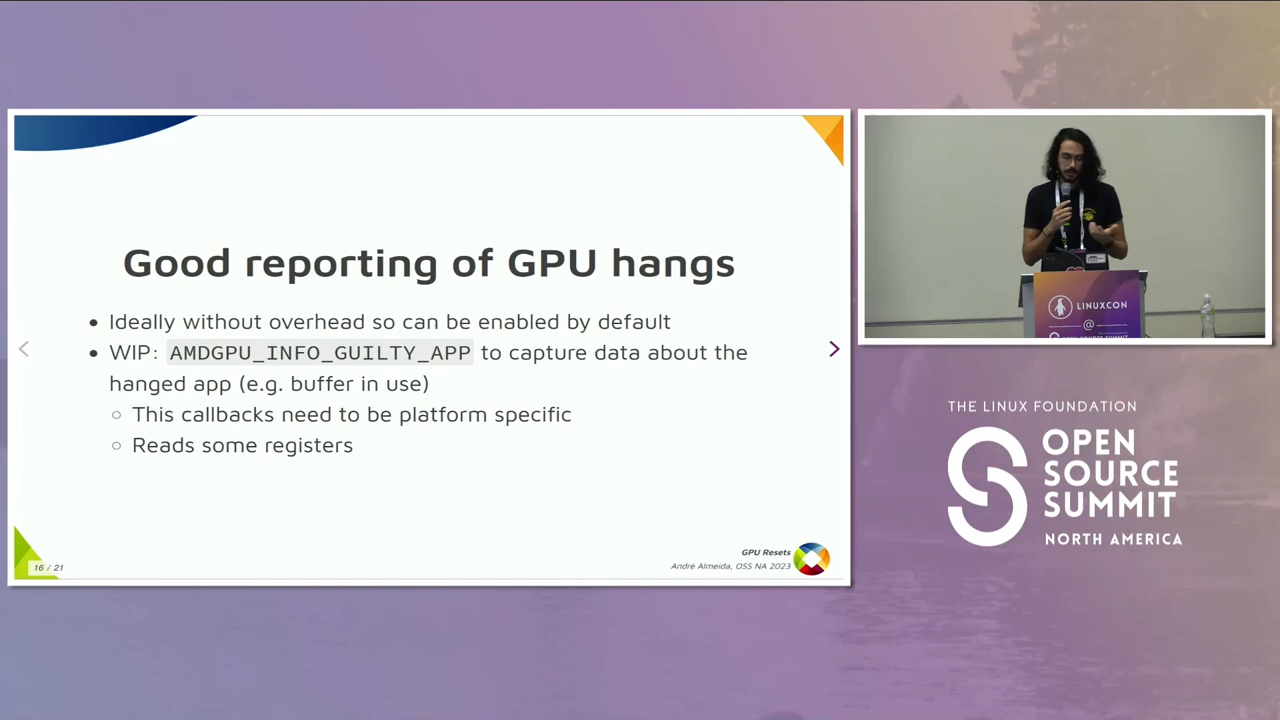 Good reporting of GPU hangs
Ideally without overhead so can be enabled by default
WIP: AMDGPU_INFO_GUILTY_APP to capture data about the
hanged app (e.g. buffer in use)
This callbacks need to be platform specific
Reads some registers
16 / 21
GPU Resets
André Almeida, OSS NA 2023
LINUXCON
@
THE LINUX FOUNDATION
OPEN
SOURCE
SUMMIT
NORTH AMERICA